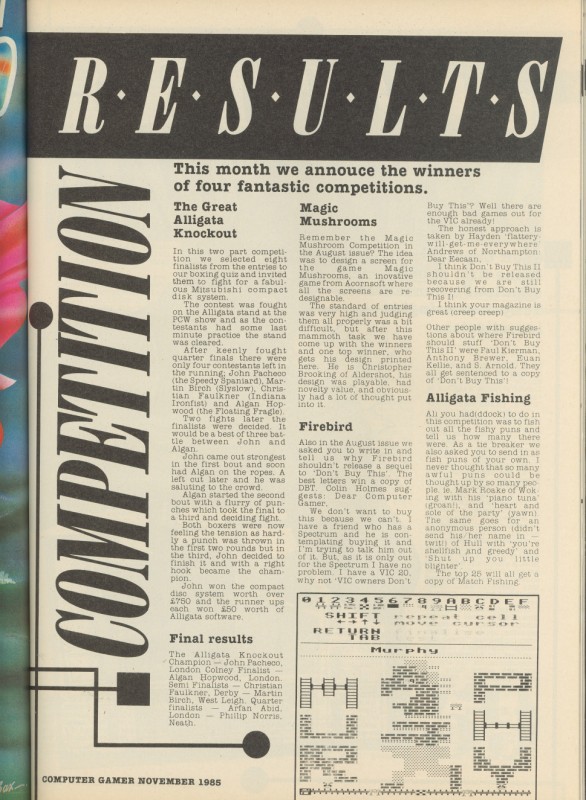 R·E·S·U·L·T·S
COMPETITION
This month we annouce the winners
of four fantastic competitions.
The Great
Alligata
Knockout
In this two part competi-
tion we selected eight
finalists from the entries to
our boxing quiz and invited
them to fight for a fabul-
ous Mitsubishi compact
disk system.
The contest was fought
on the Alligata stand at the
PCW show and as the con-
testants had some last
minute practise the stand
was cleared.
After keenly fought
quarter finals there were
only four contestants left in
the running; John Pacheco
(the Speedy Spaniard), Mar-
tin Birch (Slyslow), Chris-
tian Faulkner (Indiana
Ironfist) and Algan Hop-
wood (the Floating Fragle).
Two fights later the
finalists were decided. It
would be a best of three bat-
tle between John and
Algan.
John came out strongest
in the first bout and soon
had Algan on the ropes. A
left cut later and he was
saluting to the crowd.
Algan started the second
bout with a flurry of pun-
ches which took the final to
a third and deciding fight.
Both boxers were now
feeling the tension as hard-
ly a punch was thrown in
the first two rounds but in
the third, John decided to
finish it and with a right
hook became the cham-
pion.
John won the compact
disc system worth over
£750 and the runner ups
each won £50 worth of
Alligata software.
Final results
The Alligata Knockout
Champion — John Pacheco,
London Colney Finalist —
Algan Hopwood, London.
Semi Finalists — Christian
Faulkner, Derby — Martin
Birch, West Leigh. Quarter
finalists — Arfan Abid,
London — Phillip Norris,
Neath.
Magic
Mushrooms
Remember the Magic
Mushroom Competition in
the August issue? The idea
was to design a screen for
the game Magic
Mushrooms, an inovative
game from Acornsoft where
all the screens are re-
designable.
The standard of entries
was very high and judging
them all properly was a bit
difficult, but after this
mammoth task we have
come up with the winners
and one top winner, who
gets his design printed
here. He is Christopher
Brooking of Aldershot, his
design was playable, had
novelty value, and obvious-
ly had a lot of thought put
into it.
Firebird
Also in the August issue we
asked you to write in and
tell us why Firebird
shouldn't release a sequel
to 'Don't Buy This'. The
best letters win a copy of
DBT. Colin Holmes sug-
gests: Dear Computer
Gamer,
We don't want to buy
this because we can't. I
have a friend who has a
Spectrum and he is con-
templating buying it and
I'm trying to talk him out
of it. But, as it is only out
for the Spectrum I have no
problem. I have a VIC 20,
why not 'VIC owners Don't
Buy This'? Well there are
enough bad games out for
the VIC already!
The honest approach is
taken by Hayden 'flattery-
will-get-me-everywhere'
Andrews of Northampton:
Dear Eecaan,
I think Don't Buy This II
shouldn't be released
because we are still
recovering from Don't Buy
This I!
I think your magazine is
great (creep creep)
Other people with sugges-
tions about where Firebird
should stuff 'Don't Buy
This II' were Paul Kierman,
Anthony Brewer, Euan
Kellie, and S. Arnold. They
all get sentenced to a copy
of 'Don't Buy This'!
Alligata Fishing
All you had(dock) to do in
this competition was to fish
out all the fishy puns and
tell us how many there
were. As a tie breaker we
also asked you to send in six
fish puns of your own. I
never thought that so many
awful puns could be
thought up by so many peo-
ple. ie. Mark Roake of Wok-
ing with his 'piano tuna'
(groan!), and 'heart and
sole of the party' (yawn).
The same goes for an
anonymous person (didn't
send his/her name in —
twit!) of Hull with 'you're
shellfish and greedy' and
'Shut up you little
blighter'.
The top 25 will all get a
copy of Match Fishing.
0 1 2 3 4 5 6 7 8 9 A B C D E F
SHIFT repeat cell
←→↑↓ move cursor
RETURN
TAB
Murphy
COMPUTER GAMER NOVEMBER 1985